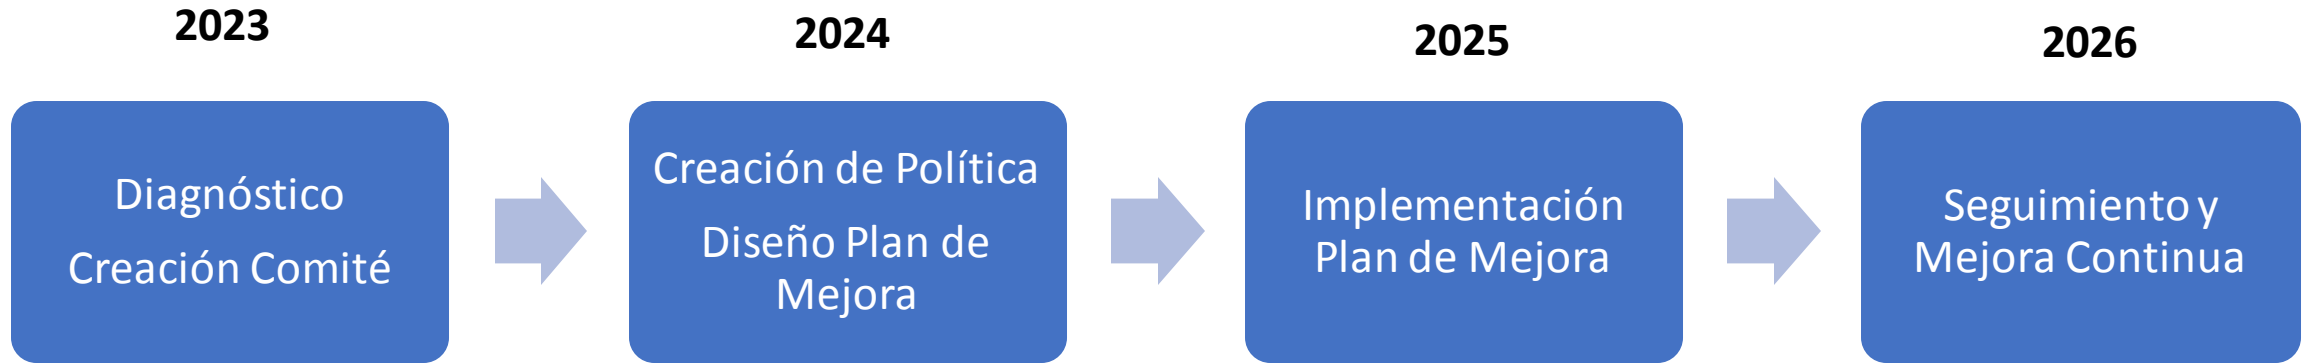 2023
2024
2025
2026
Diagnóstico
Creación Comité
Creación de Política
Diseño Plan de
Mejora
Implementación
Plan de Mejora
Seguimiento y
Mejora Continua